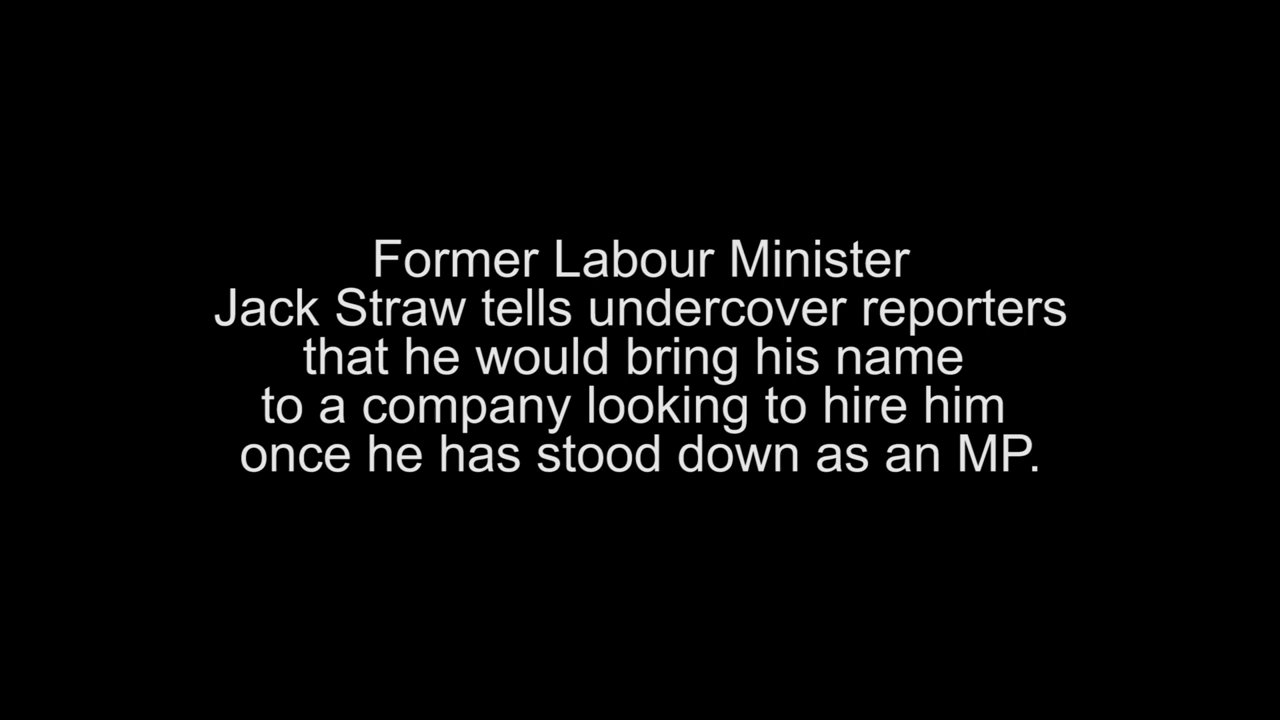 Former Labour Minister
Jack Straw tells undercover reporters
that he would bring his name
to a company looking to hire him
once he has stood down as an MP.